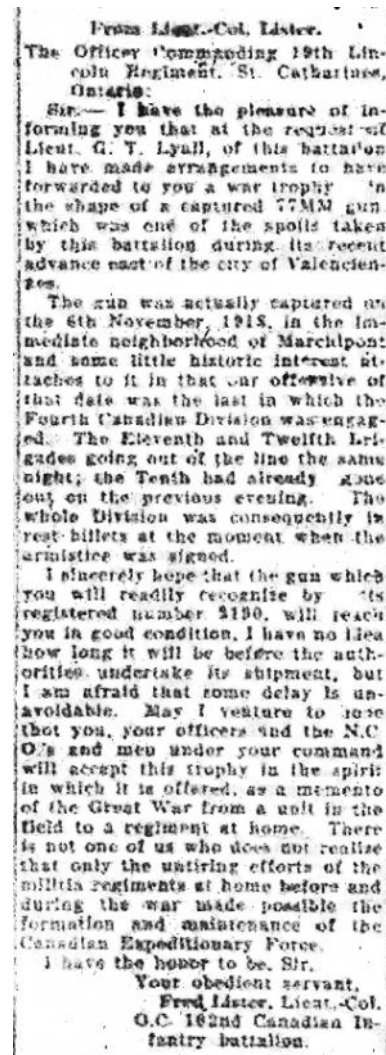 From Lieut.-Col. Lister.
The Officer Commanding 19th Lin-
coln Regiment, St. Catharines,
Ontario:
Sir.— I have the pleasure of in-
forming you that at the request of
Lieut. G. T. Lyall, of this battalion
I have made arrangements to have
forwarded to you a war trophy in
the shape of a captured 77MM gun
which was one of the spoils taken
by this battalion during its recent
advance east of the city of Valencien-
nes.
The gun was actually captured on
the 6th November, 1918, in the im-
mediate neighborhood of Marchipont
and some little historic interest at-
taches to it in that our offensive of
that date was the last in which the
Fourth Canadian Division was engag-
ed. The Eleventh and Twelfth Bri-
gades going out of the line the same
night; the Tenth had already gone
out on the previous evening. The
whole Division was consequently in
rest billets at the moment when the
armistice was signed.
I sincerely hope that the gun which
you will readily recognize by its
registered number 2190, will reach
you in good condition, I have no idea
how long it will be before the auth-
orities undertake its shipment, but
I am afraid that some delay is un-
avoidable. May I venture to hope
that you, your officers and the N.C.
O.'s and men under your command
will accept this trophy in the spirit
in which it is offered, as a memento
of the Great War from a unit in the
field to a regiment at home. There
is not one of us who does not realize
that only the untiring efforts of the
militia regiments at home before and
during the war made possible the
formation and maintenance of the
Canadian Expeditionary Force.
I have the honor to be, Sir.
Your obedient servant,
Fred Lister, Lieut.-Col.
O.C. 102nd Canadian In-
fantry battalion.